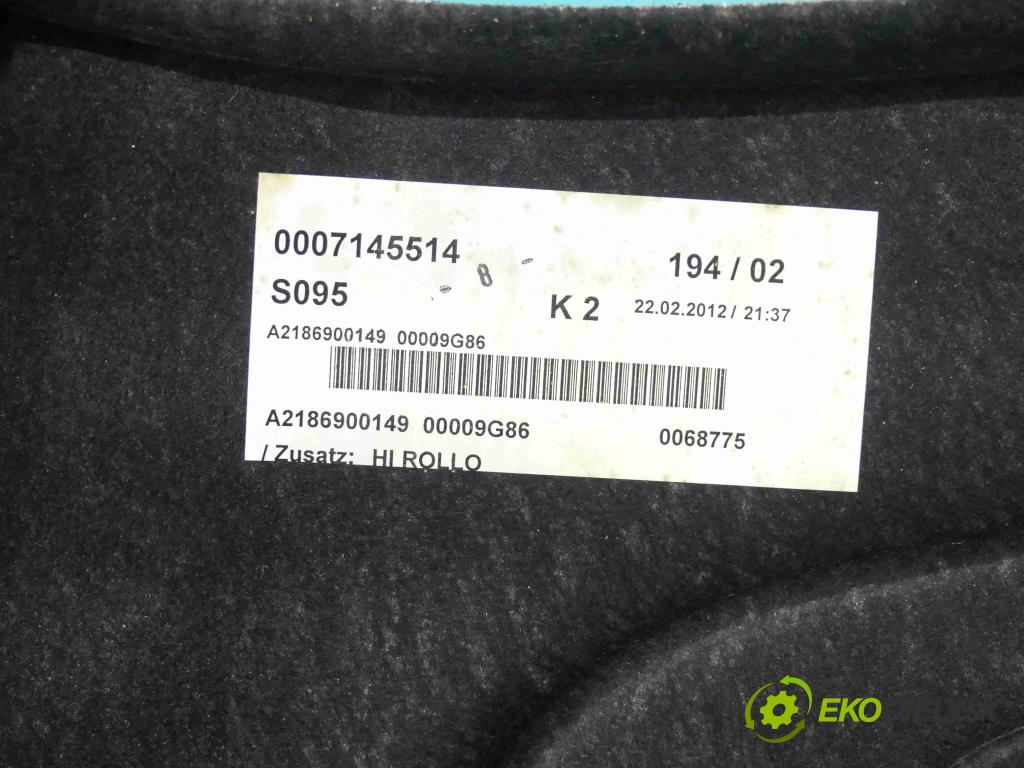 0007145514
194 / 02
- 8 -
S095
K 2
22.02.2012 / 21:37
A2186900149 00009G86
A2186900149 00009G86
0068775
/ Zusatz: HI ROLLO
EKO